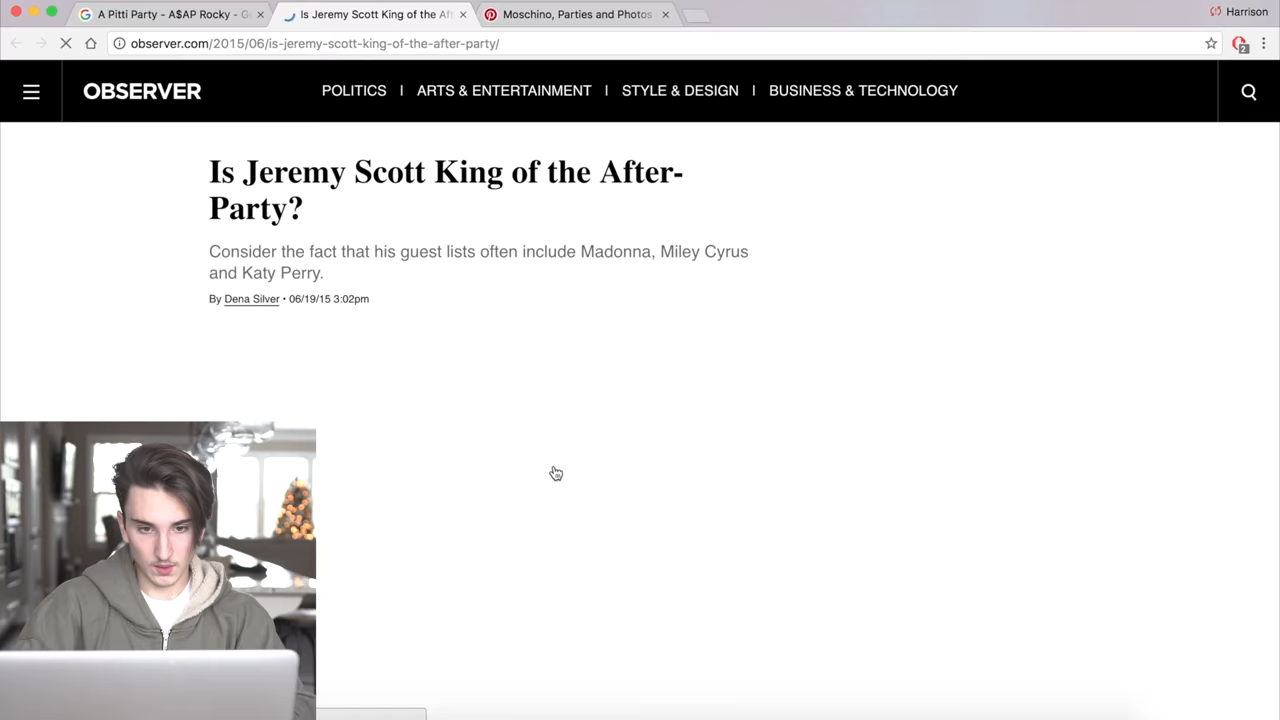 A Pitti Party - A$AP Rocky - G
Is Jeremy Scott King of the Af
Moschino, Parties and Photos
Harrison
observer.com/2015/06/is-jeremy-scott-king-of-the-after-party/
2
OBSERVER
POLITICS | ARTS & ENTERTAINMENT | STYLE & DESIGN | BUSINESS & TECHNOLOGY
Is Jeremy Scott King of the After-
Party?
Consider the fact that his guest lists often include Madonna, Miley Cyrus
and Katy Perry.
By Dena Silver • 06/19/15 3:02pm